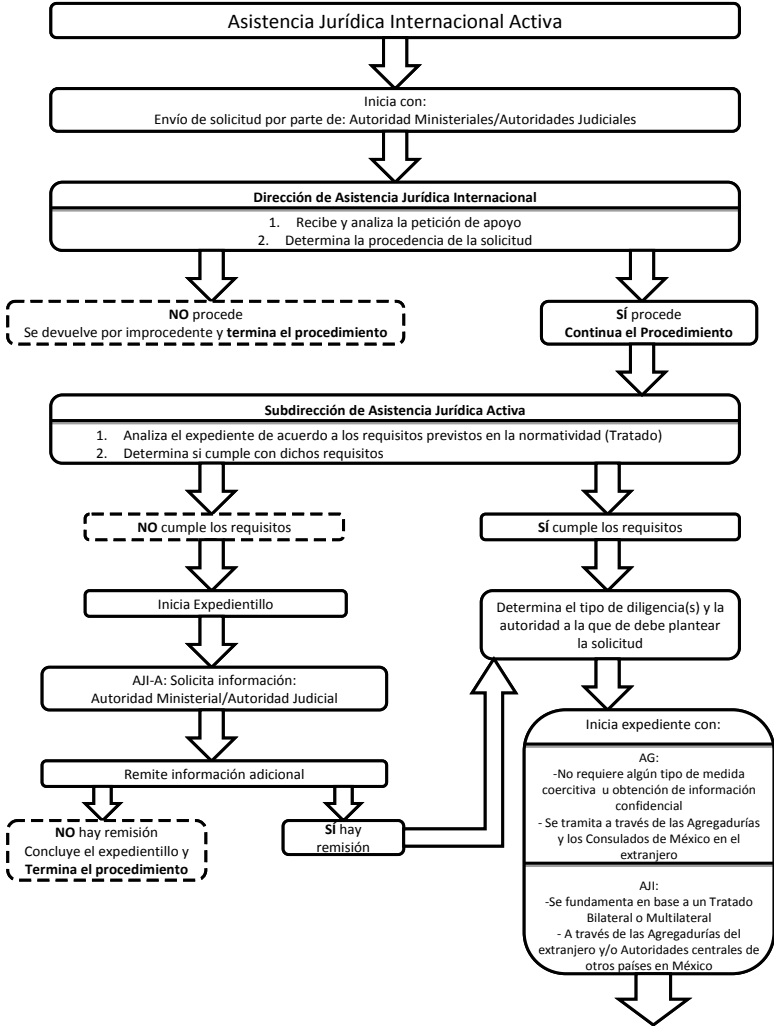 Asistencia Jurídica Internacional Activa
Inicia con:
Envío de solicitud por parte de: Autoridad Ministeriales/Autoridades Judiciales
Dirección de Asistencia Jurídica Internacional
1. Recibe y analiza la petición de apoyo
2. Determina la procedencia de la solicitud
NO procede
Se devuelve por improcedente y termina el procedimiento
SÍ procede
Continua el Procedimiento
Subdirección de Asistencia Jurídica Activa
1. Analiza el expediente de acuerdo a los requisitos previstos en la normatividad (Tratado)
2. Determina si cumple con dichos requisitos
NO cumple los requisitos
SÍ cumple los requisitos
Inicia Expedientillo
Determina el tipo de diligencia(s) y la
autoridad a la que de debe plantear
la solicitud
AJI-A: Solicita información:
Autoridad Ministerial/Autoridad Judicial
Remite información adicional
NO hay remisión
Concluye el expedientillo y
Termina el procedimiento
SÍ hay
remisión
Inicia expediente con:
AG:
-No requiere algún tipo de medida
coercitiva u obtención de información
confidencial
- Se tramita a través de las Agregadurías
y los Consulados de México en el
extranjero
AJI:
-Se fundamenta en base a un Tratado
Bilateral o Multilateral
- A través de las Agregadurías del
extranjero y/o Autoridades centrales de
otros países en México